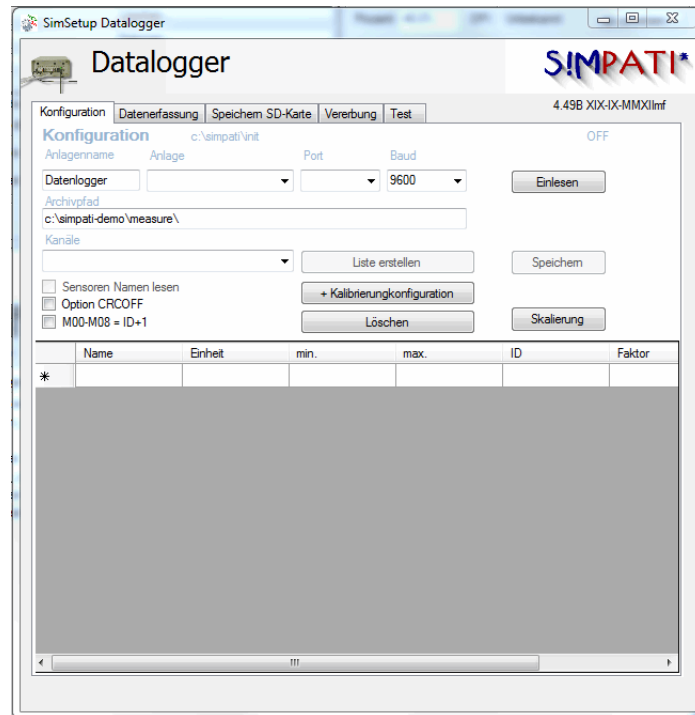 SimSetup Datalogger
Datalogger
S!MPATI*
4.49B XIX-IX-MMXIImf
Konfiguration Datenerfassung Speichern SD-Karte Vererbung Test
Konfiguration c:\simpati\init OFF
Anlagenname Anlage Port Baud
Datenlogger 9600 Einlesen
Archivpfad
c:\simpati-demo\measure\
Kanäle
Liste erstellen Speichern
Sensoren Namen lesen
+ Kalibrierungkonfiguration
Option CRCOFF
M00-M08 = ID+1 Löschen Skalierung
Name Einheit min. max. ID Faktor